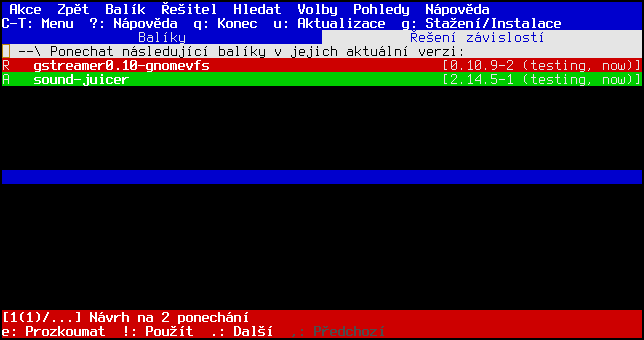 Akce  Zpět  Balík  Řešitel  Hledat  Volby  Pohledy  Nápověda
C-T: Menu  ?: Nápověda  q: Konec  u: Aktualizace  g: Stažení/Instalace
Balíky  Řešení závislostí
--\ Ponechat následující balíky v jejich aktuální verzi:
R  gstreamer0.10-gnomevfs  [0.10.9-2 (testing, now)]
A  sound-juicer  [2.14.5-1 (testing, now)]
[1(1)/...] Návrh na 2 ponechání
e: Prozkoumat  !: Použít  .: Další  ,: Předchozí